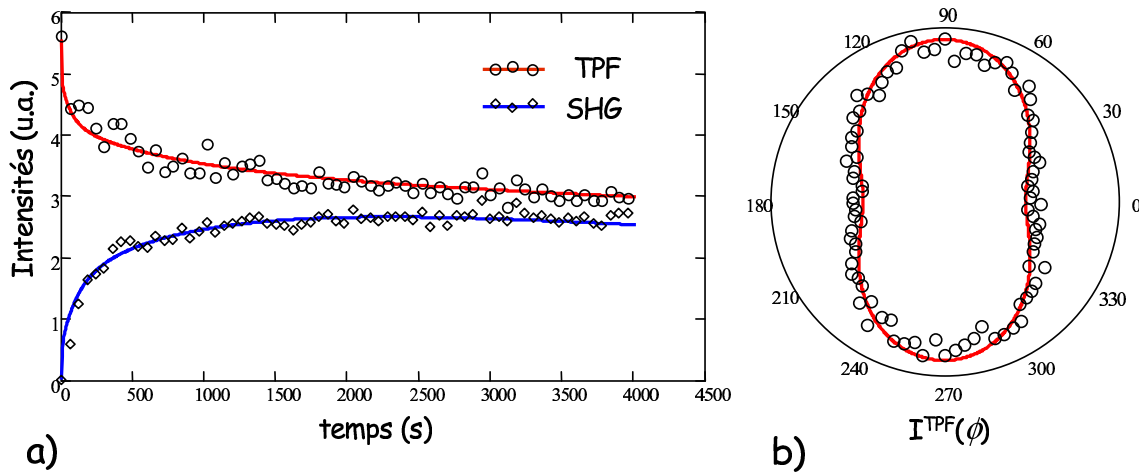 6
5
4
3
2
1
0
Intensités (u.a.)
TPF
SHG
0 500 1000 1500 2000 2500 3000 3500 4000 4500
temps (s)
a)
90
120 60
150 30
180 0
210 330
240 300
270
I^TPF(ϕ)
b)